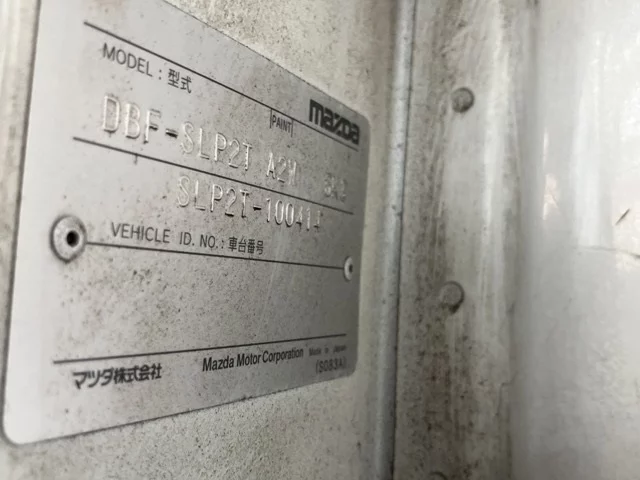 MODEL : 型式
PAINT
mazda
DBF-SLP2T A2W
SLP2T-100414
VEHICLE ID. NO. : 車台番号
マツダ株式会社
Mazda Motor Corporation Made in Japan
(S083A)